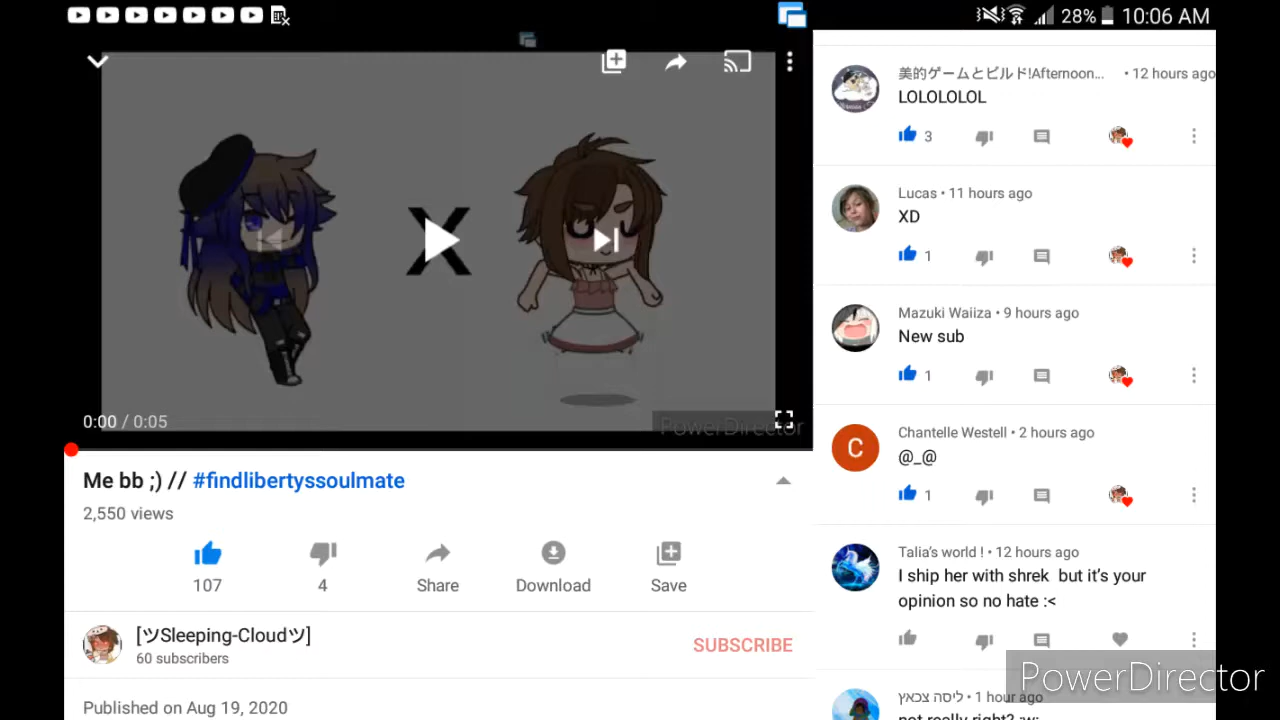 28% 10:06 AM
X
0:00 / 0:05
PowerDirector
Me bb ;) // #findlibertyssoulmate
2,550 views
107
4
Share
Download
Save
[ツSleeping-Cloudツ]
60 subscribers
SUBSCRIBE
Published on Aug 19, 2020
美的ゲームとビルド!Afternoon... • 12 hours ago
LOLOLOLOL
3
Lucas • 11 hours ago
XD
1
Mazuki Waiiza • 9 hours ago
New sub
1
Chantelle Westell • 2 hours ago
@_@
1
C
Talia’s world ! • 12 hours ago
I ship her with shrek but it’s your
opinion so no hate :<
ליסה צכאץ • 1 hour ago
not really right? :w:
PowerDirector